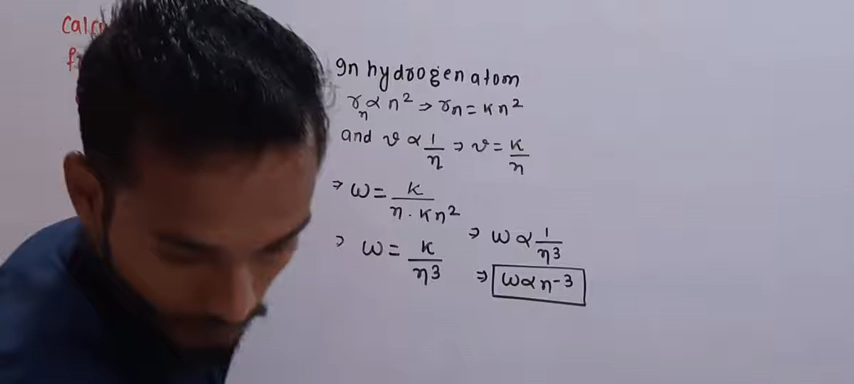 In hydrogen atom
rₙ ∝ n² ⇒ rn = Kn²
and v ∝ 1/n ⇒ v = K/n
⇒ ω = K/(n · Kn²)
⇒ ω ∝ 1/n³
⇒ ω = K/n³
⇒ ω ∝ n⁻³